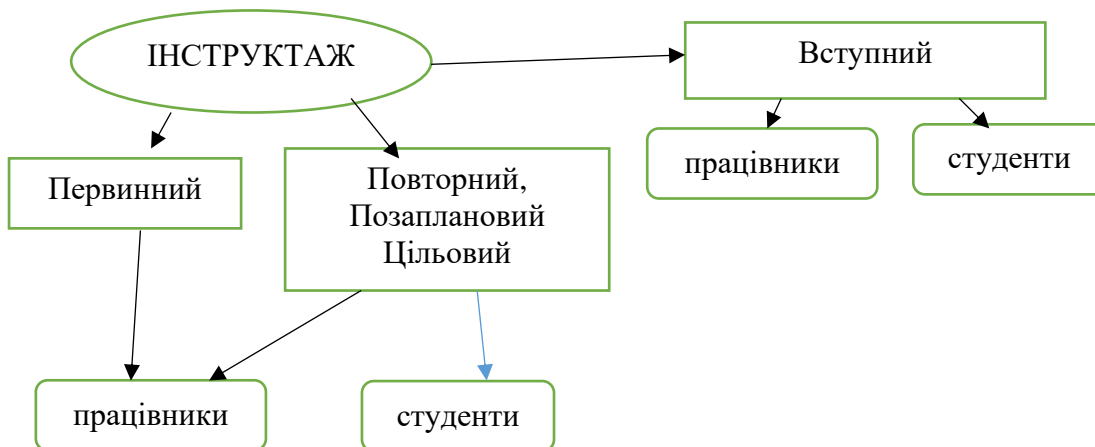 ІНСТРУКТАЖ
Вступний
працівники
студенти
Первинний
Повторний,
Позаплановий
Цільовий
працівники
студенти